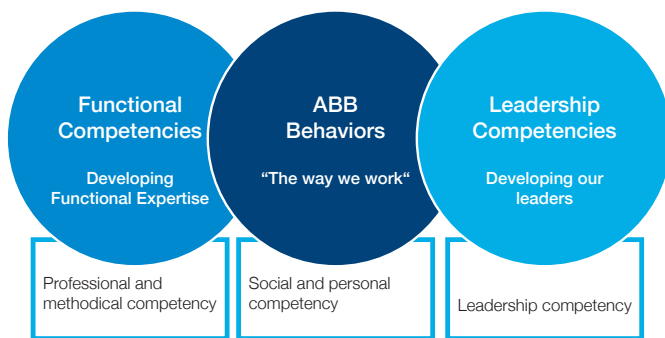 Functional
Competencies
Developing
Functional Expertise
ABB
Behaviors
“The way we work“
Leadership
Competencies
Developing our
leaders
Professional and
methodical competency
Social and personal
competency
Leadership competency